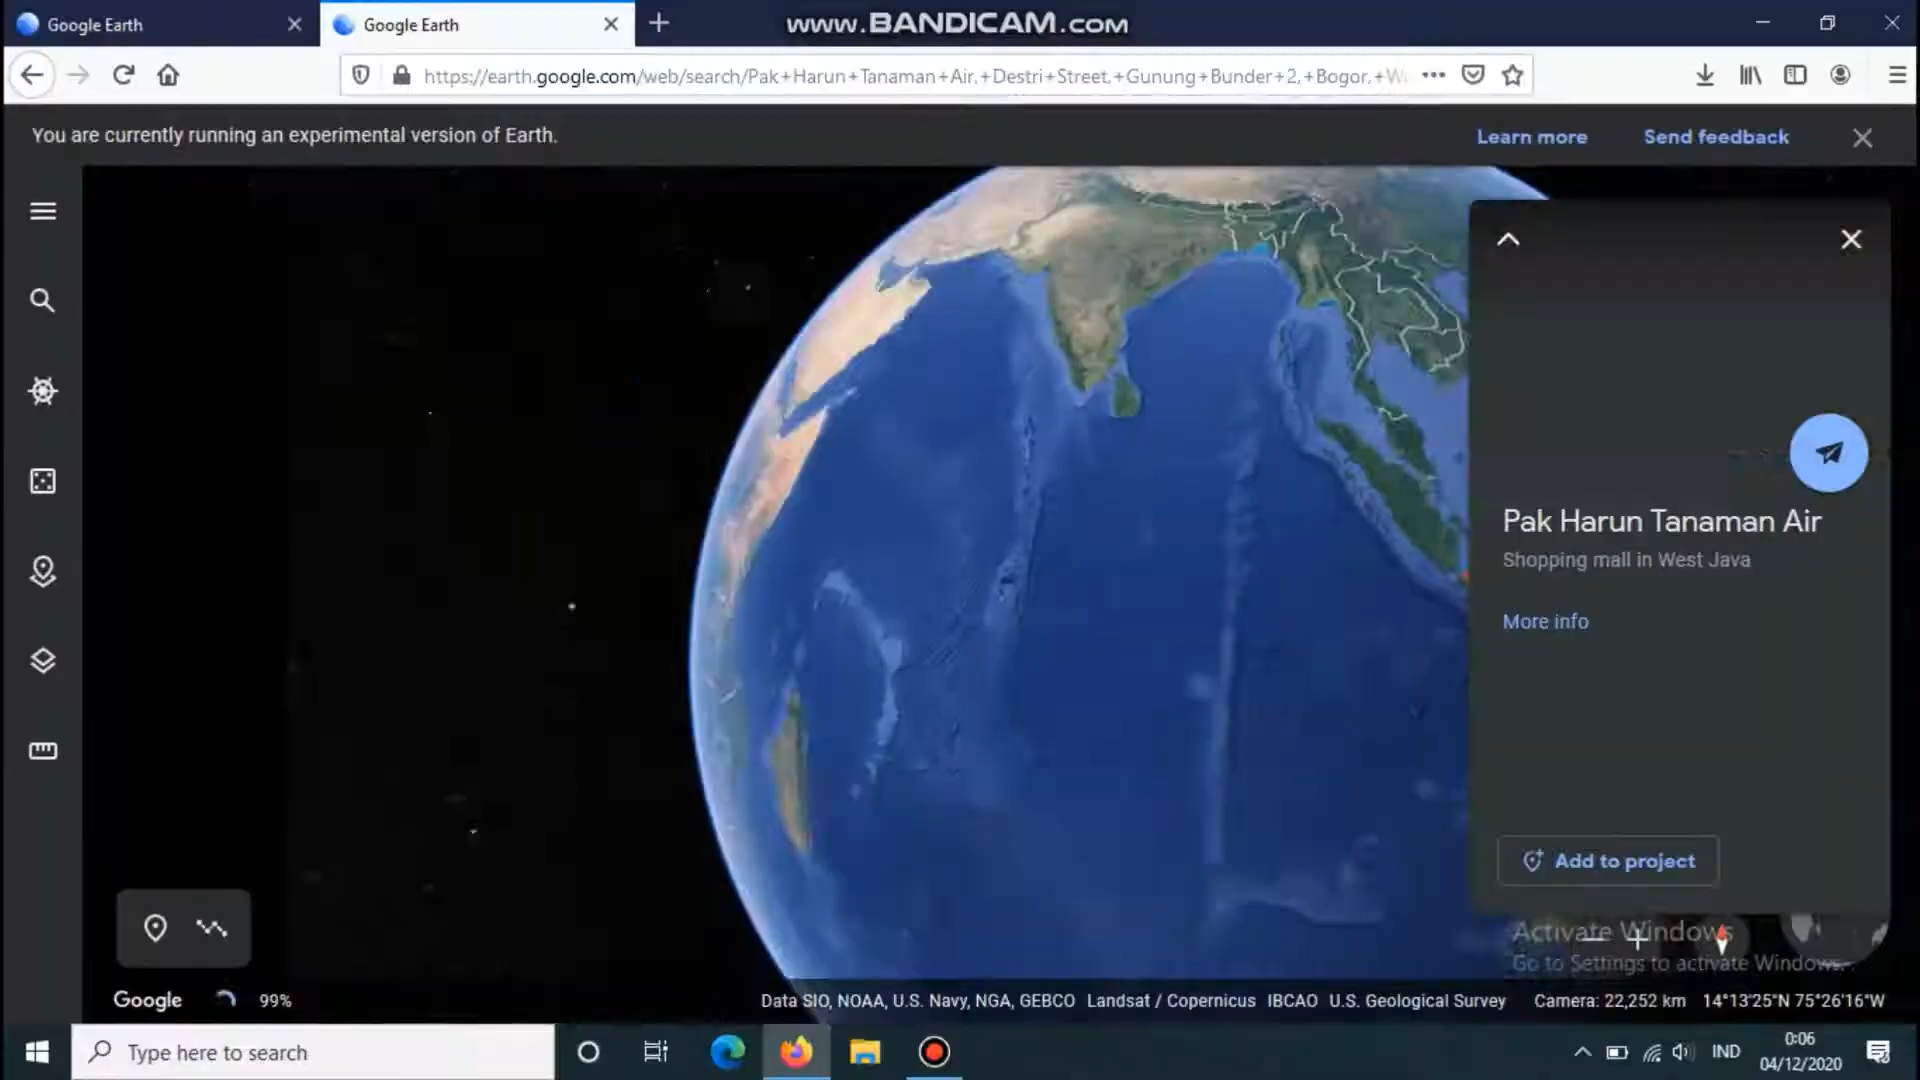 Google Earth
Google Earth
www.BANDICAM.com
https://earth.google.com/web/search/Pak+Harun+Tanaman+Air,+Destri+Street,+Gunung+Bunder+2,+Bogor,+W
You are currently running an experimental version of Earth.
Learn more
Send feedback
Pak Harun Tanaman Air
Shopping mall in West Java
More info
Add to project
Activate Windows
Go to Settings to activate Windows.
Google
99%
Data SIO, NOAA, U.S. Navy, NGA, GEBCO Landsat / Copernicus IBCAO U.S. Geological Survey
Camera: 22,252 km 14°13'25"N 75°26'16"W
Type here to search
IND
0:06
04/12/2020